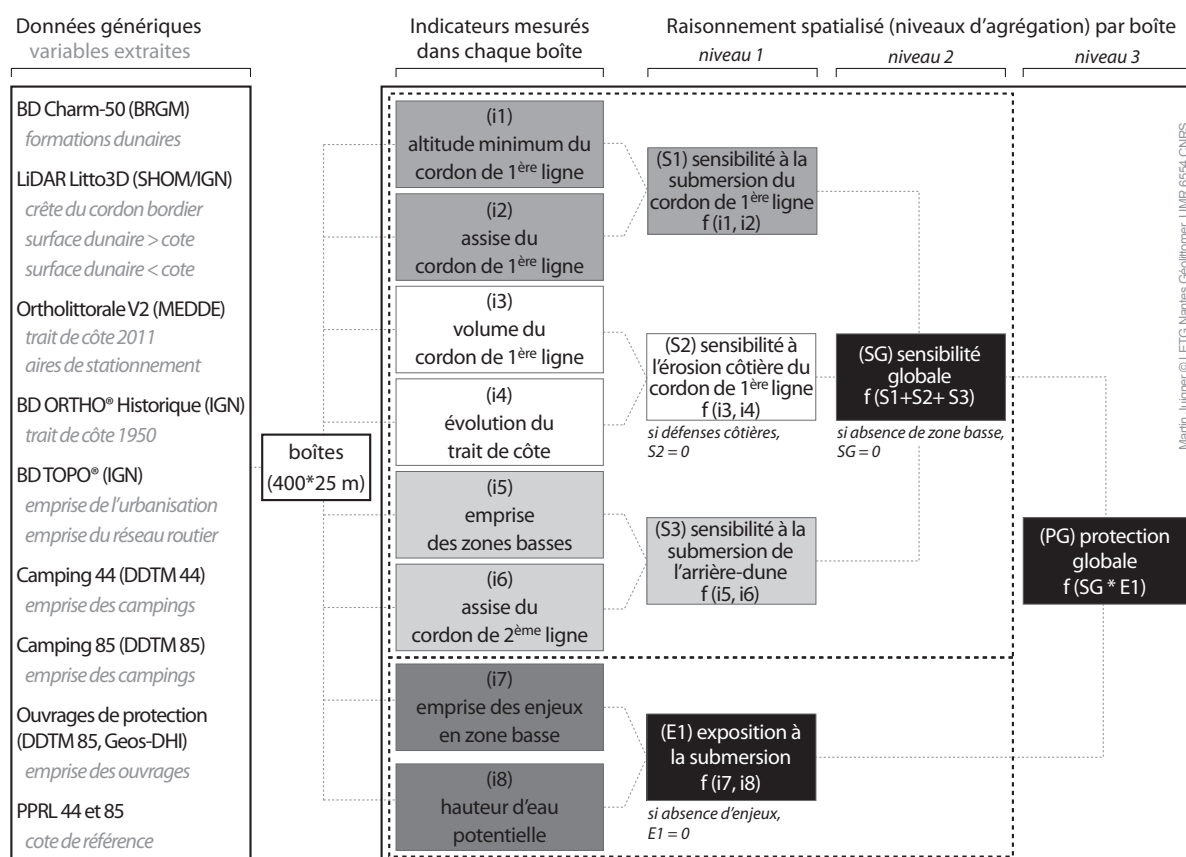 Données génériques
variables extraites
Indicateurs mesurés
dans chaque boîte
Raisonnement spatialisé (niveaux d'agrégation) par boîte
niveau 1
niveau 2
niveau 3
BD Charm-50 (BRGM)
formations dunaires
LiDAR Litto3D (SHOM/IGN)
crête du cordon bordier
surface dunaire > cote
surface dunaire < cote
Ortholittorale V2 (MEDDE)
trait de côte 2011
aires de stationnement
BD ORTHO® Historique (IGN)
trait de côte 1950
BD TOPO® (IGN)
emprise de l'urbanisation
emprise du réseau routier
Camping 44 (DDTM 44)
emprise des campings
Camping 85 (DDTM 85)
emprise des campings
Ouvrages de protection
(DDTM 85, Geos-DHI)
emprise des ouvrages
PPRL 44 et 85
cote de référence
boîtes
(400*25 m)
(i1)
altitude minimum du
cordon de 1ère ligne
(i2)
assise du
cordon de 1ère ligne
(i3)
volume du
cordon de 1ère ligne
(i4)
évolution du
trait de côte
(i5)
emprise
des zones basses
(i6)
assise du
cordon de 2ème ligne
(i7)
emprise des enjeux
en zone basse
(i8)
hauteur d'eau
potentielle
(S1) sensibilité à la
submersion du
cordon de 1ère ligne
f (i1, i2)
(S2) sensibilité à
l'érosion côtière du
cordon de 1ère ligne
f (i3, i4)
si défenses côtières,
S2 = 0
(S3) sensibilité à la
submersion de
l'arrière-dune
f (i5, i6)
(E1) exposition à
la submersion
f (i7, i8)
si absence d'enjeux,
E1 = 0
(SG) sensibilité
globale
f (S1+S2+ S3)
si absence de zone basse,
SG = 0
(PG) protection
globale
f (SG * E1)
Martin Juigner © LETG Nantes Géolittomer, UMR 6554 CNRS